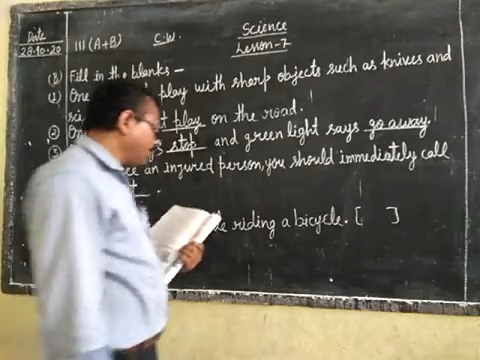 Date
28.10.20
III (A+B) C.W. Science
Lesson-7
(B) Fill in the blanks –
(1) One play with sharp objects such as knives and
(2) play on the road.
stop and green light says go away.
an injured person, you should immediately call
riding a bicycle. [ ]